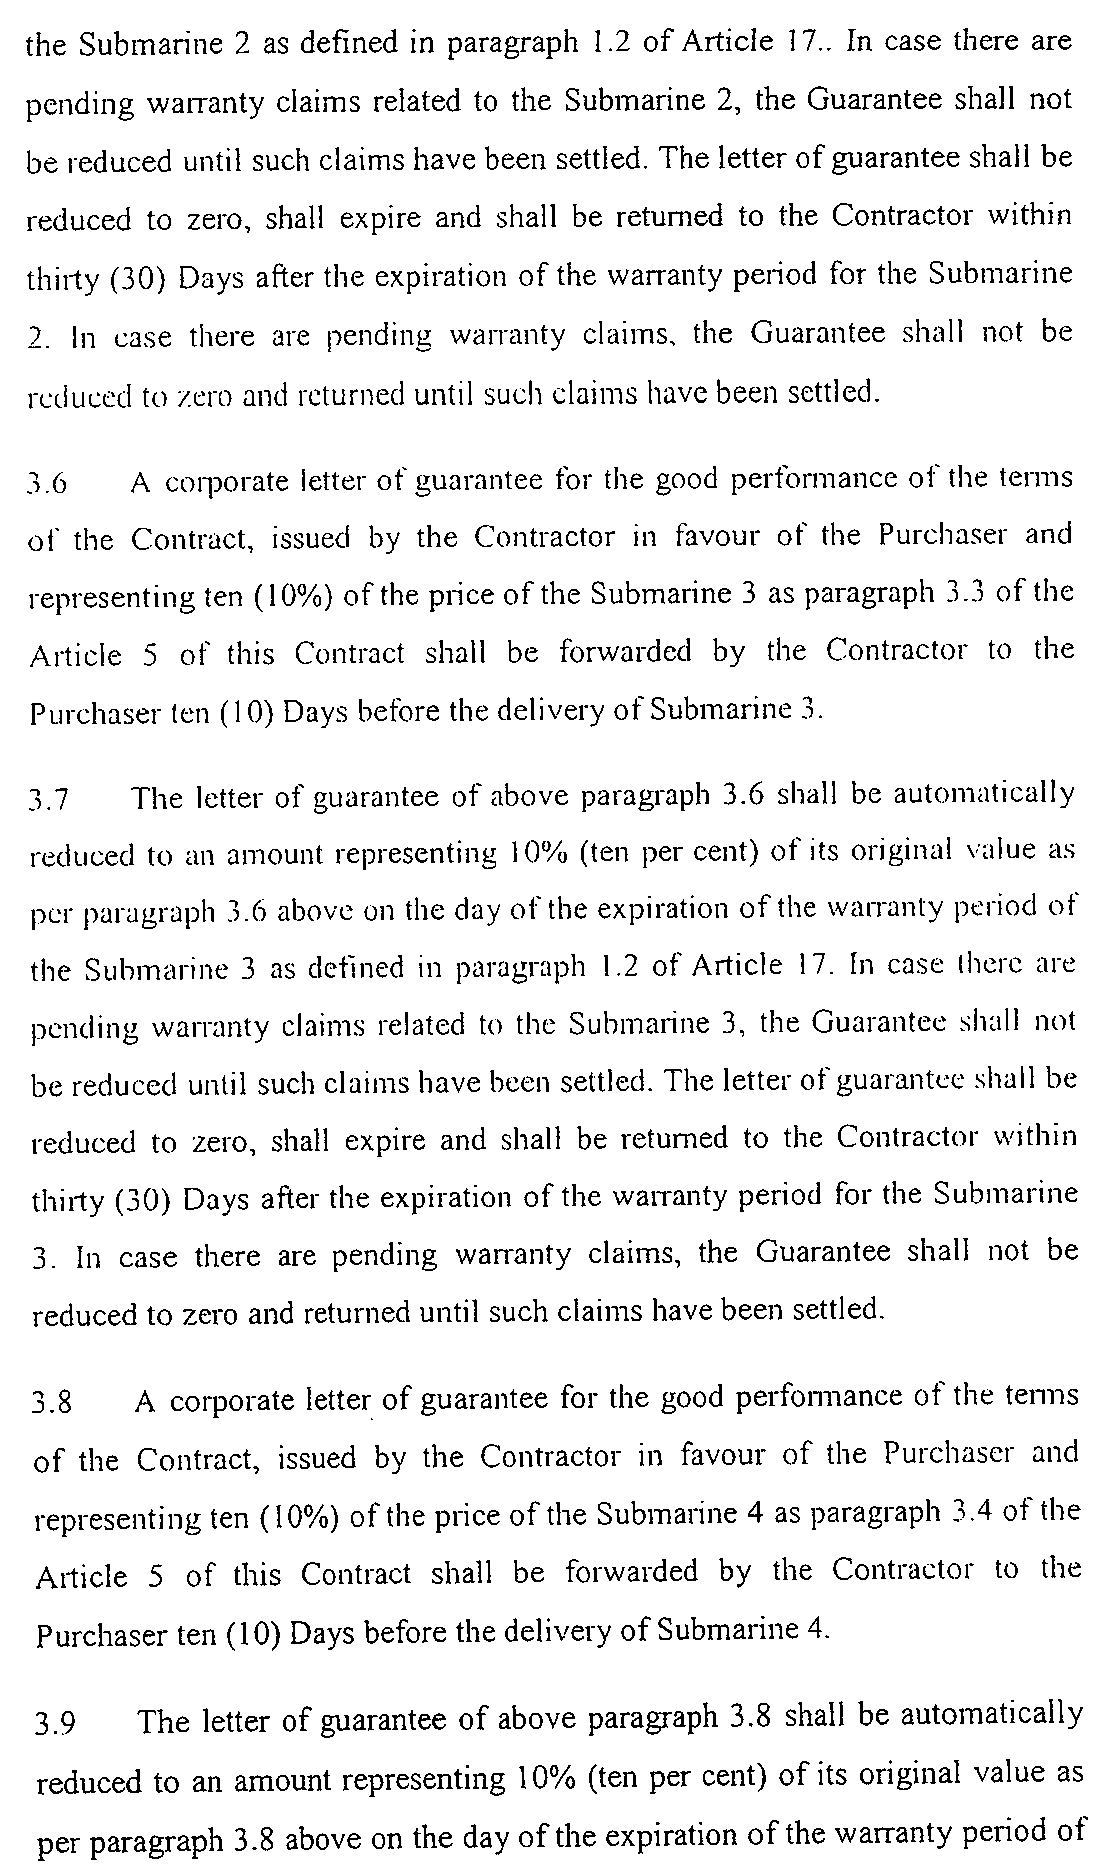 the Submarine 2 as defined in paragraph 1.2 of Article 17.. In case there are
pending warranty claims related to the Submarine 2, the Guarantee shall not
be reduced until such claims have been settled. The letter of guarantee shall be
reduced to zero, shall expire and shall be returned to the Contractor within
thirty (30) Days after the expiration of the warranty period for the Submarine
2. In case there are pending warranty claims, the Guarantee shall not be
reduced to zero and returned until such claims have been settled.
3.6 A corporate letter of guarantee for the good performance of the terms
of the Contract, issued by the Contractor in favour of the Purchaser and
representing ten (10%) of the price of the Submarine 3 as paragraph 3.3 of the
Article 5 of this Contract shall be forwarded by the Contractor to the
Purchaser ten (10) Days before the delivery of Submarine 3.
3.7 The letter of guarantee of above paragraph 3.6 shall be automatically
reduced to an amount representing 10% (ten per cent) of its original value as
per paragraph 3.6 above on the day of the expiration of the warranty period of
the Submarine 3 as defined in paragraph 1.2 of Article 17. In case there are
pending warranty claims related to the Submarine 3, the Guarantee shall not
be reduced until such claims have been settled. The letter of guarantee shall be
reduced to zero, shall expire and shall be returned to the Contractor within
thirty (30) Days after the expiration of the warranty period for the Submarine
3. In case there are pending warranty claims, the Guarantee shall not be
reduced to zero and returned until such claims have been settled.
3.8 A corporate letter of guarantee for the good performance of the terms
of the Contract, issued by the Contractor in favour of the Purchaser and
representing ten (10%) of the price of the Submarine 4 as paragraph 3.4 of the
Article 5 of this Contract shall be forwarded by the Contractor to the
Purchaser ten (10) Days before the delivery of Submarine 4.
3.9 The letter of guarantee of above paragraph 3.8 shall be automatically
reduced to an amount representing 10% (ten per cent) of its original value as
per paragraph 3.8 above on the day of the expiration of the warranty period of